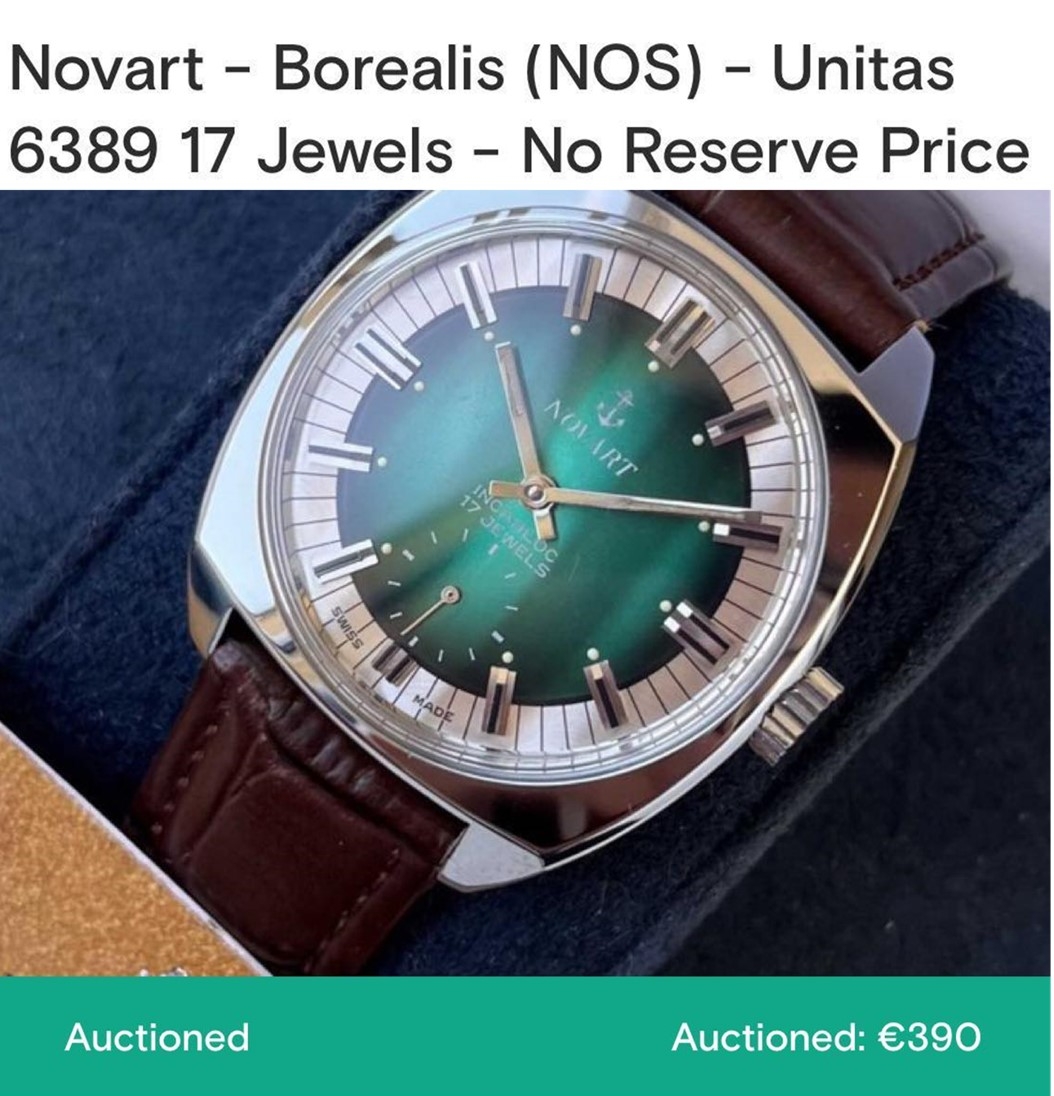 Novart - Borealis (NOS) - Unitas
6389 17 Jewels - No Reserve Price
NOVART
INCABLOC
17 JEWELS
SWISS
MADE
Auctioned
Auctioned: €390